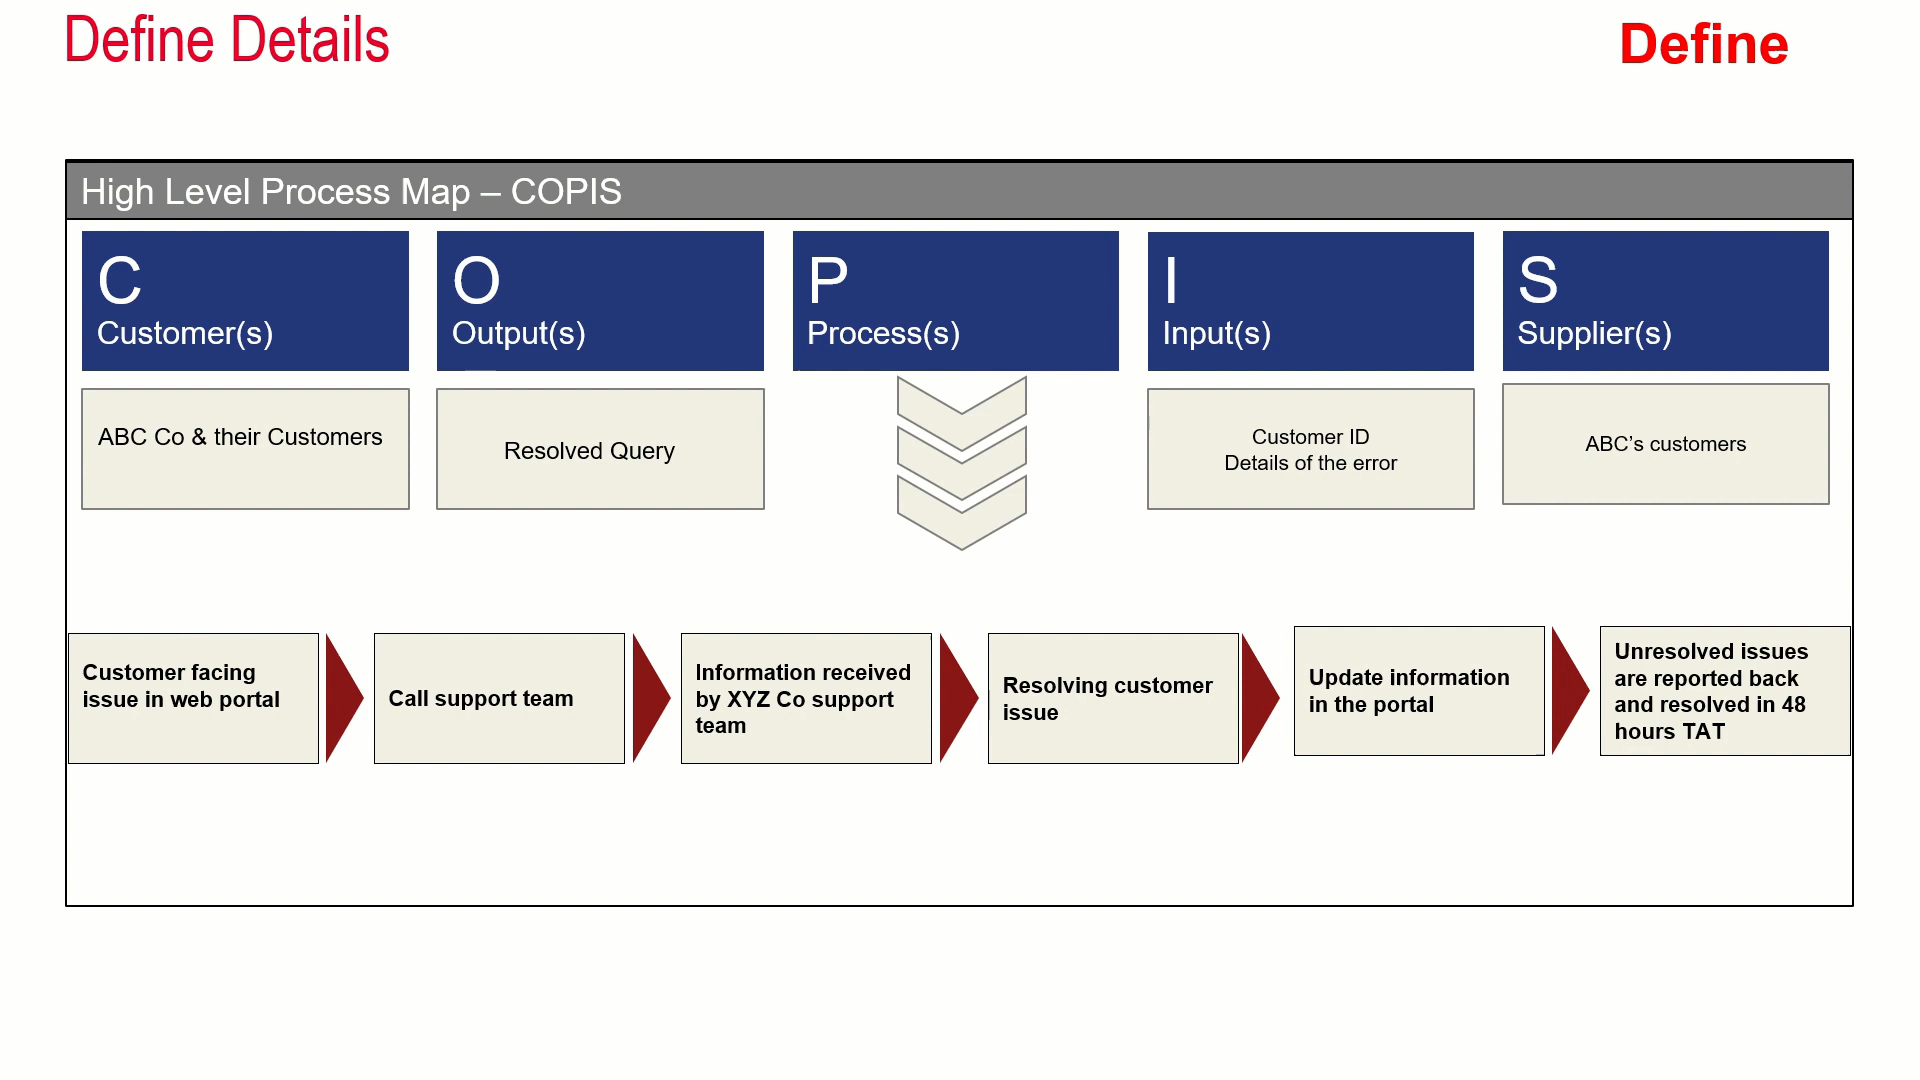 Define Details
Define
High Level Process Map – COPIS
C
Customer(s)
O
Output(s)
P
Process(s)
I
Input(s)
S
Supplier(s)
ABC Co & their Customers
Resolved Query
Customer ID
Details of the error
ABC’s customers
Customer facing
issue in web portal
Call support team
Information received
by XYZ Co support
team
Resolving customer
issue
Update information
in the portal
Unresolved issues
are reported back
and resolved in 48
hours TAT